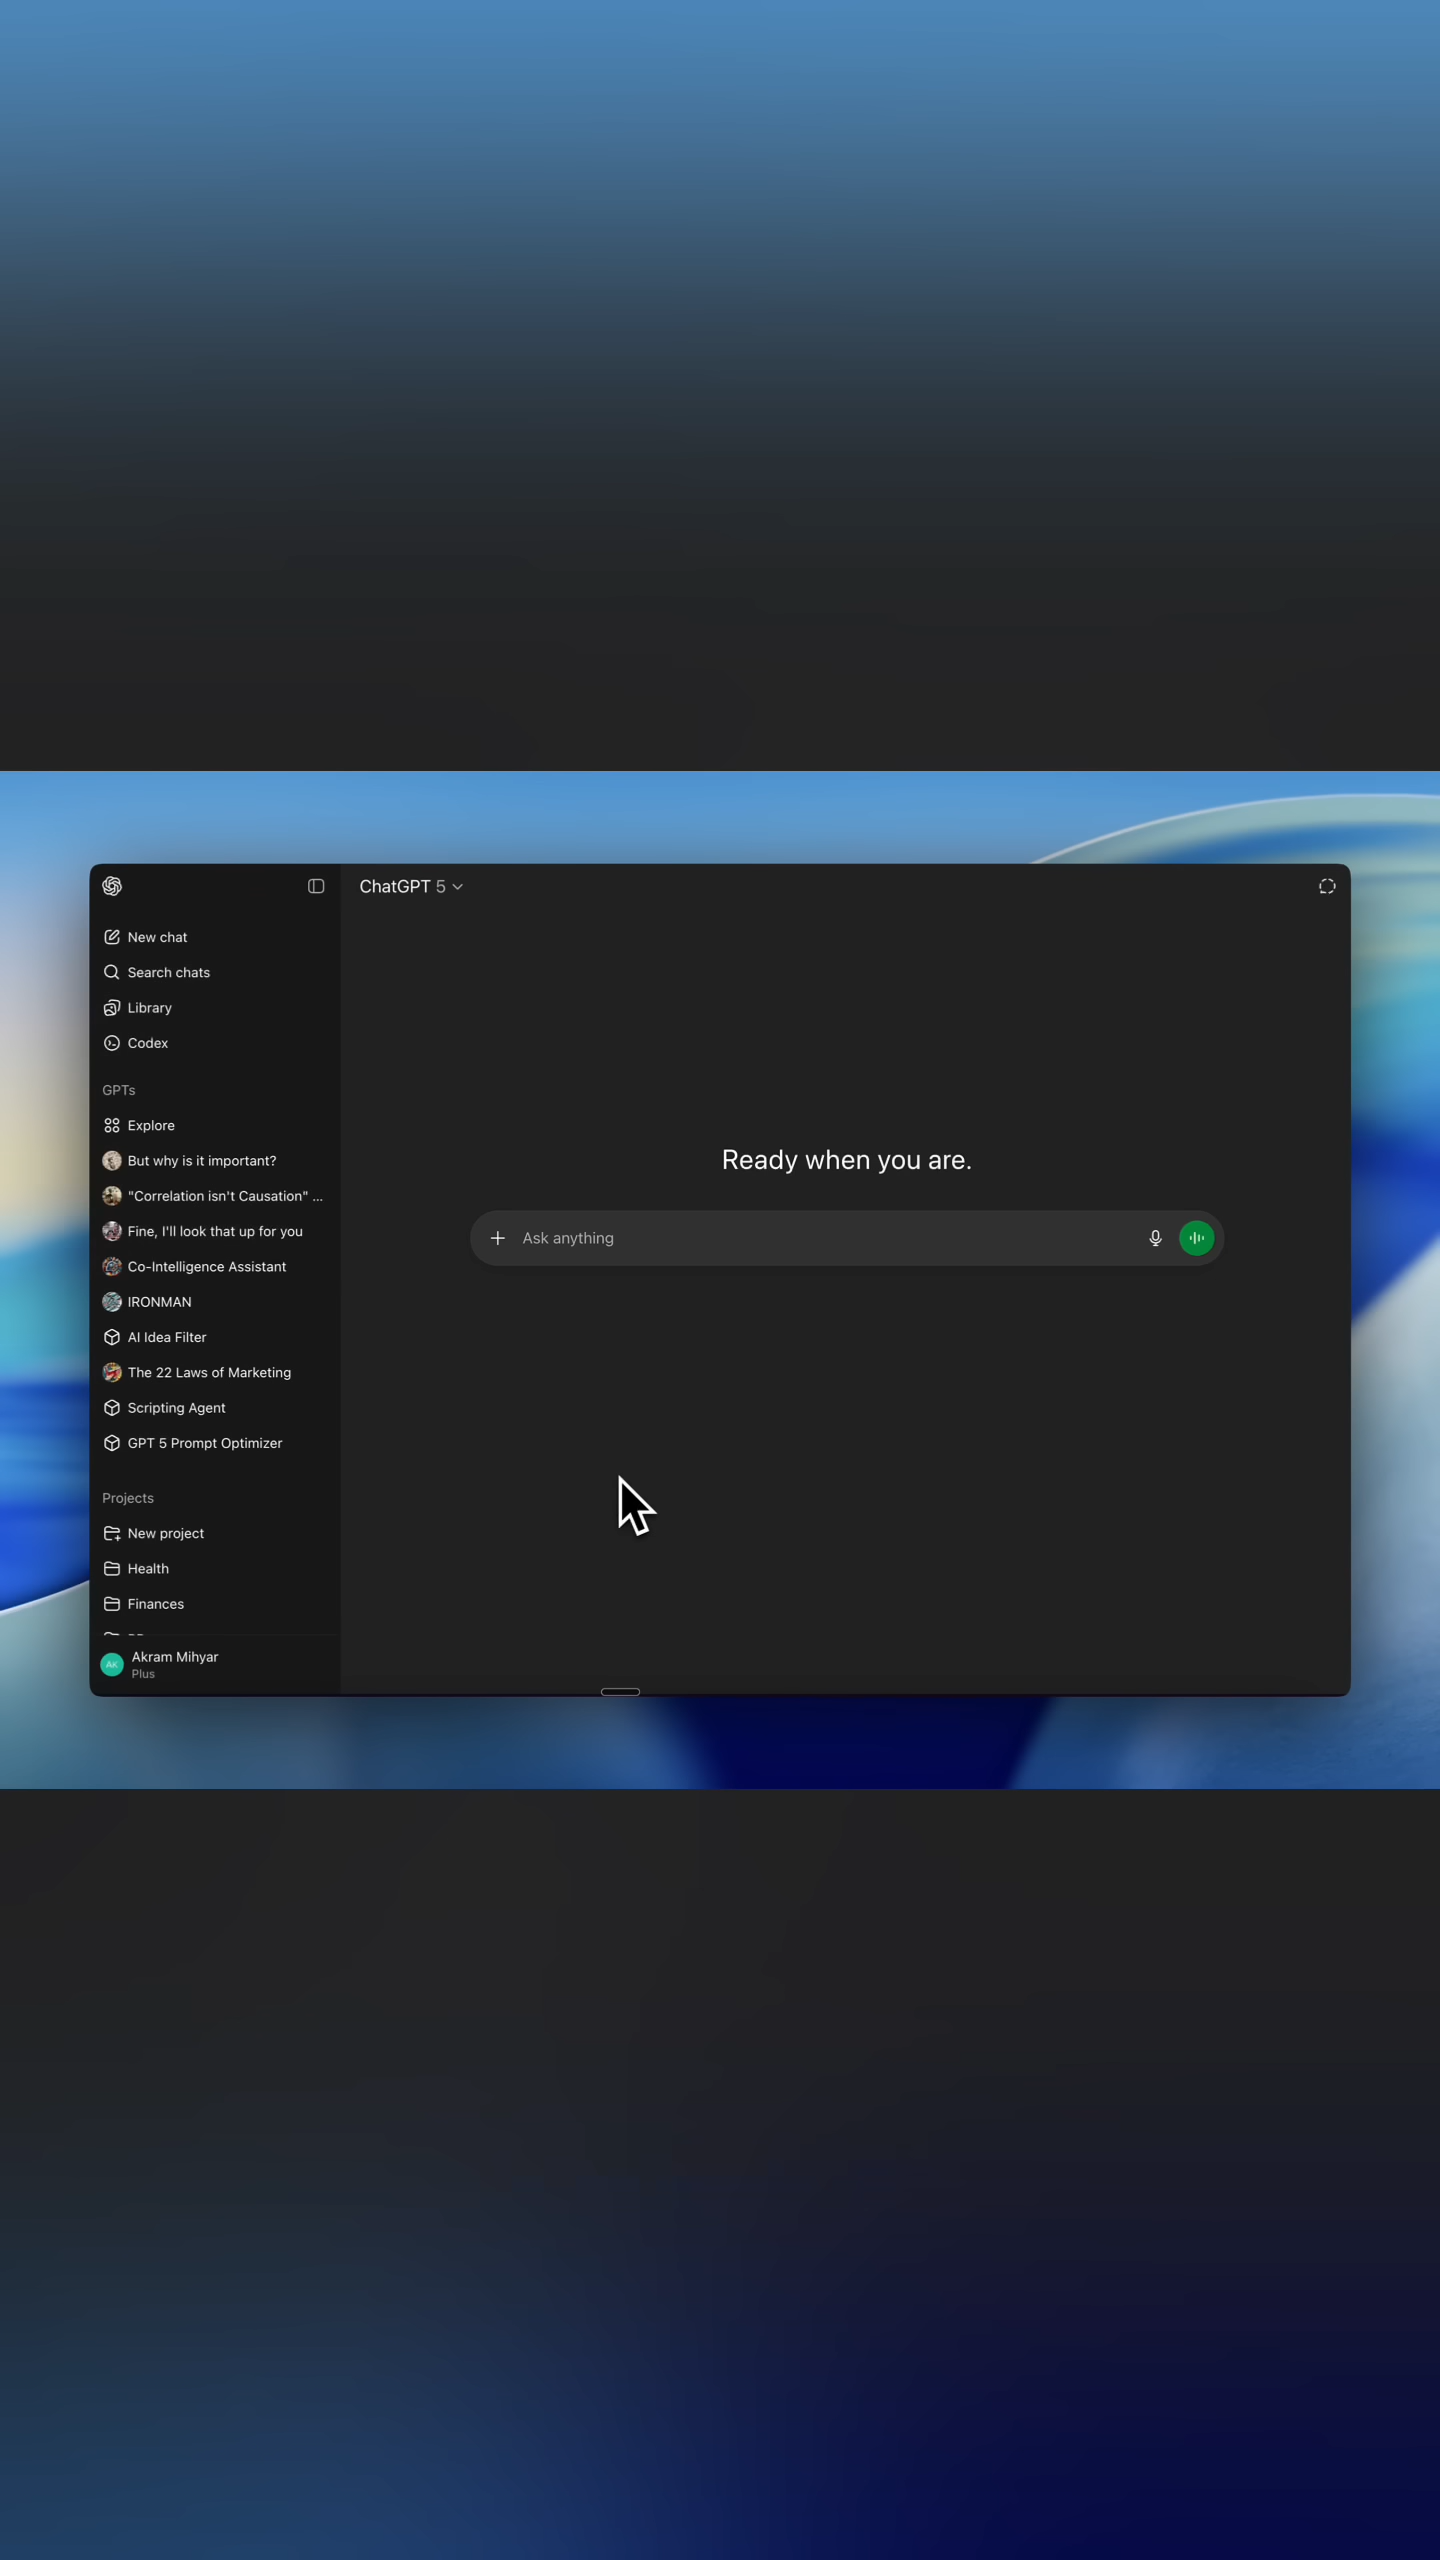 ChatGPT 5
New chat
Search chats
Library
Codex
GPTs
Explore
But why is it important?
"Correlation isn't Causation" ...
Fine, I'll look that up for you
Co-Intelligence Assistant
IRONMAN
AI Idea Filter
The 22 Laws of Marketing
Scripting Agent
GPT 5 Prompt Optimizer
Projects
New project
Health
Finances
AK
Akram Mihyar
Plus
Ready when you are.
Ask anything